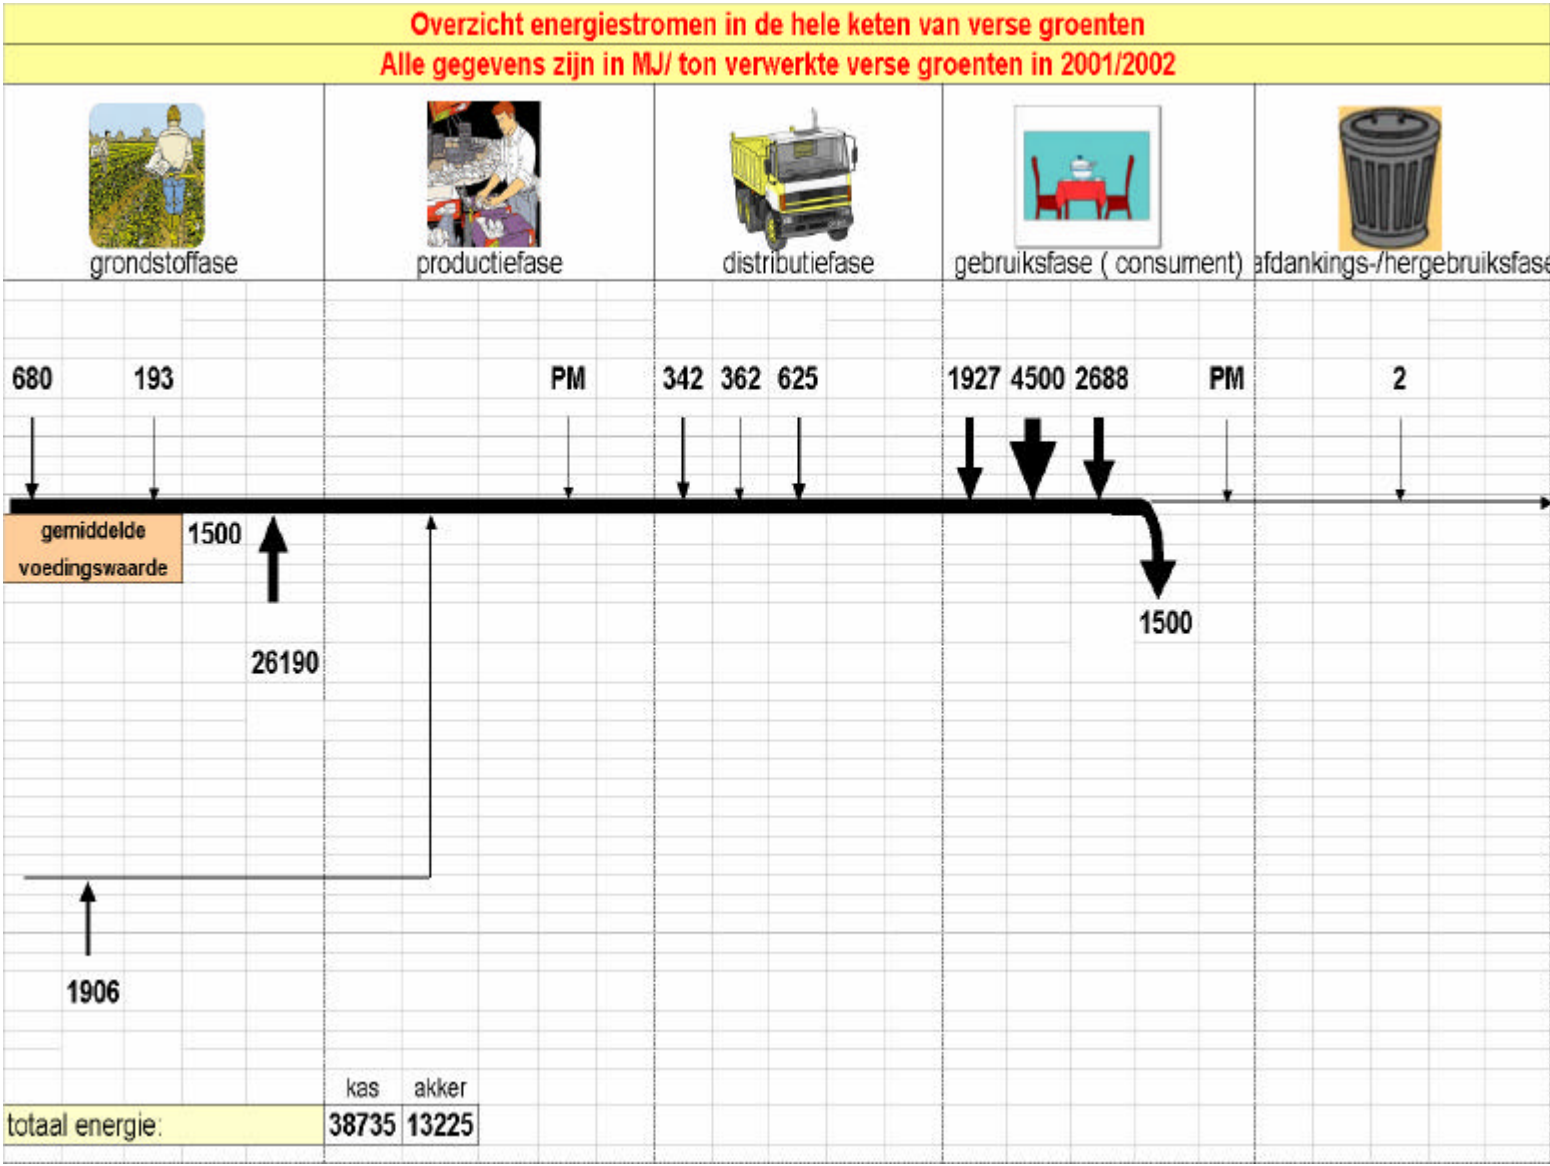 Overzicht energiestromen in de hele keten van verse groenten
Alle gegevens zijn in MJ/ ton verwerkte verse groenten in 2001/2002
grondstoffase productiefase distributiefase gebruiksfase ( consument) afdankings-/hergebruiksfase
680 193 PM 342 362 625 1927 4500 2688 PM 2
gemiddelde
voedingswaarde
1500
26190
1500
1906
kas akker
totaal energie: 38735 13225